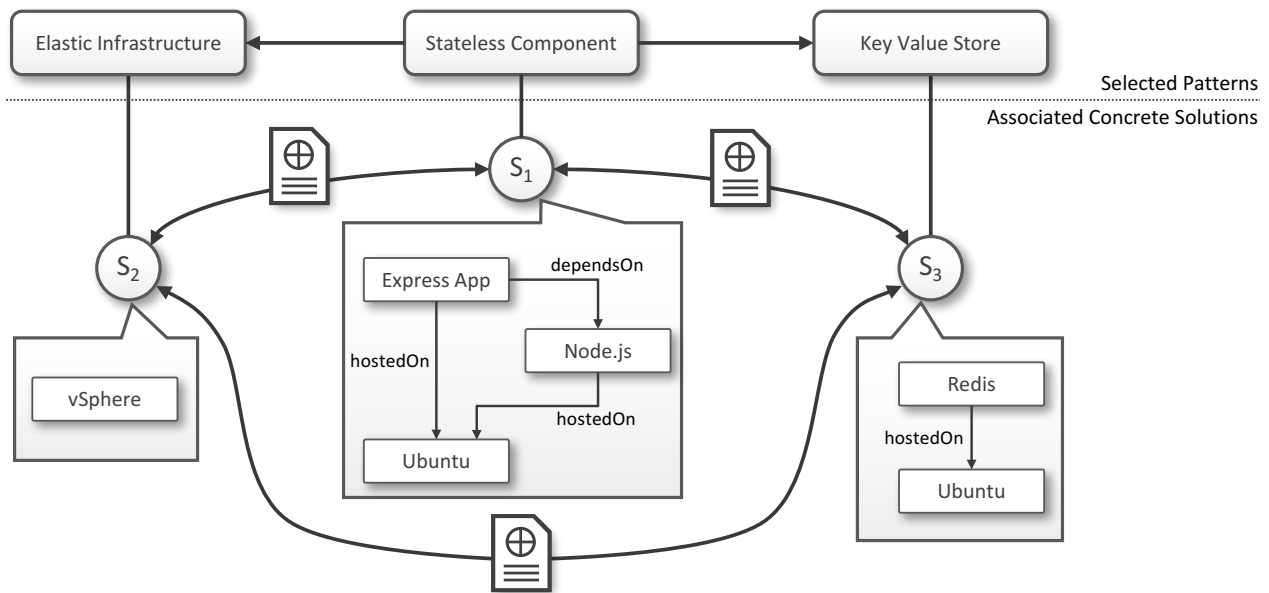 Elastic Infrastructure
Stateless Component
Key Value Store
Selected Patterns
Associated Concrete Solutions
S1
S2
S3
Express App
dependsOn
Node.js
hostedOn
hostedOn
Ubuntu
vSphere
Redis
hostedOn
Ubuntu